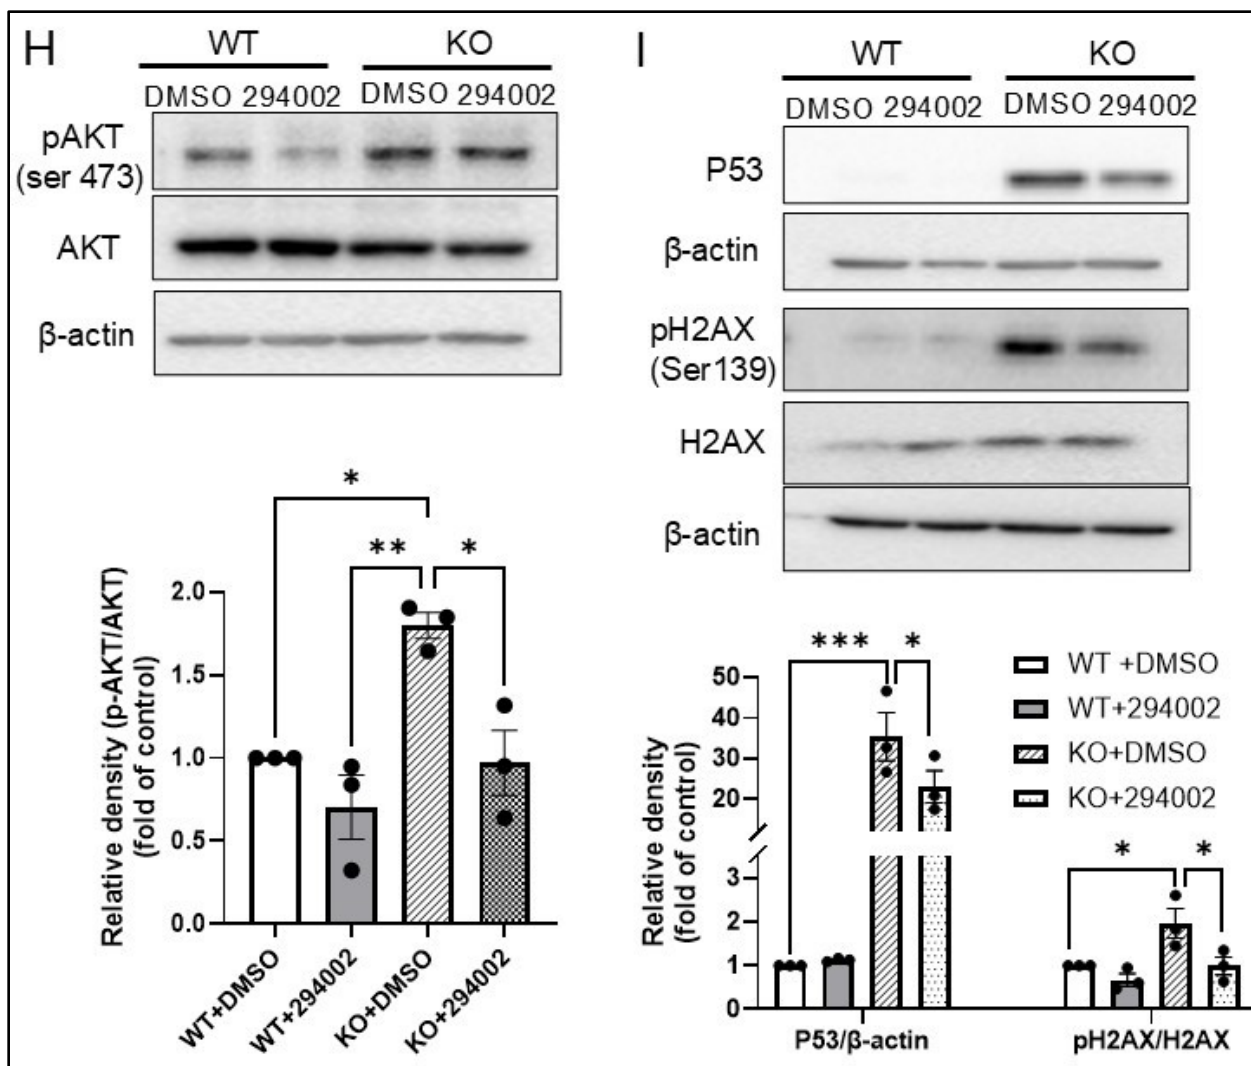 H
WT
KO
DMSO 294002
DMSO 294002
pAKT
(ser 473)
AKT
β-actin
*
** *
Relative density (p-AKT/AKT)
(fold of control)
2.0
1.5
1.0
0.5
0.0
WT+DMSO
WT+294002
KO+DMSO
KO+294002
I
WT
KO
DMSO 294002
DMSO 294002
P53
β-actin
pH2AX
(Ser139)
H2AX
β-actin
*** *
* *
Relative density
(fold of control)
50
40
30
20
3
2
1
0
P53/β-actin
pH2AX/H2AX
WT +DMSO
WT+294002
KO+DMSO
KO+294002